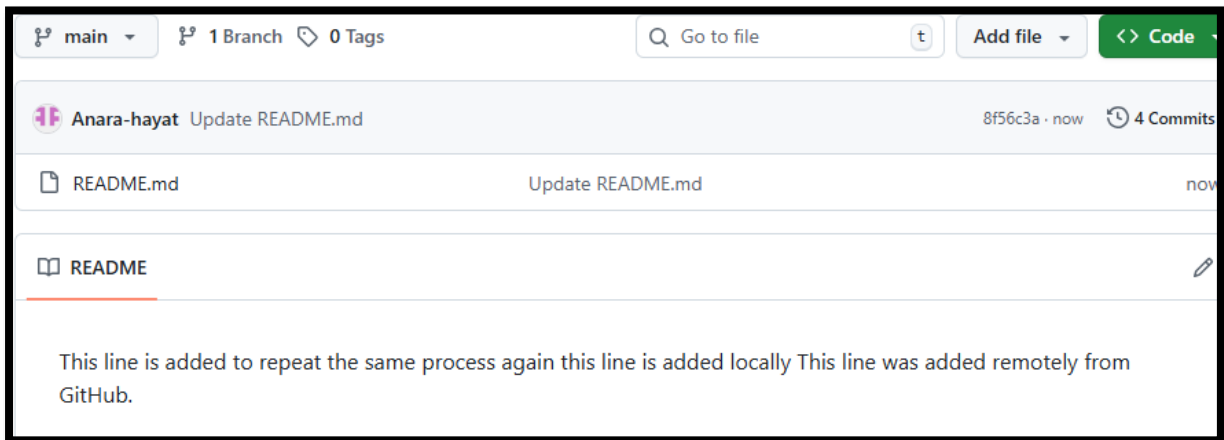 main 1 Branch 0 Tags Go to file t Add file <> Code
Anara-hayat Update README.md 8f56c3a · now 4 Commits
README.md Update README.md now
README
This line is added to repeat the same process again this line is added locally This line was added remotely from
GitHub.